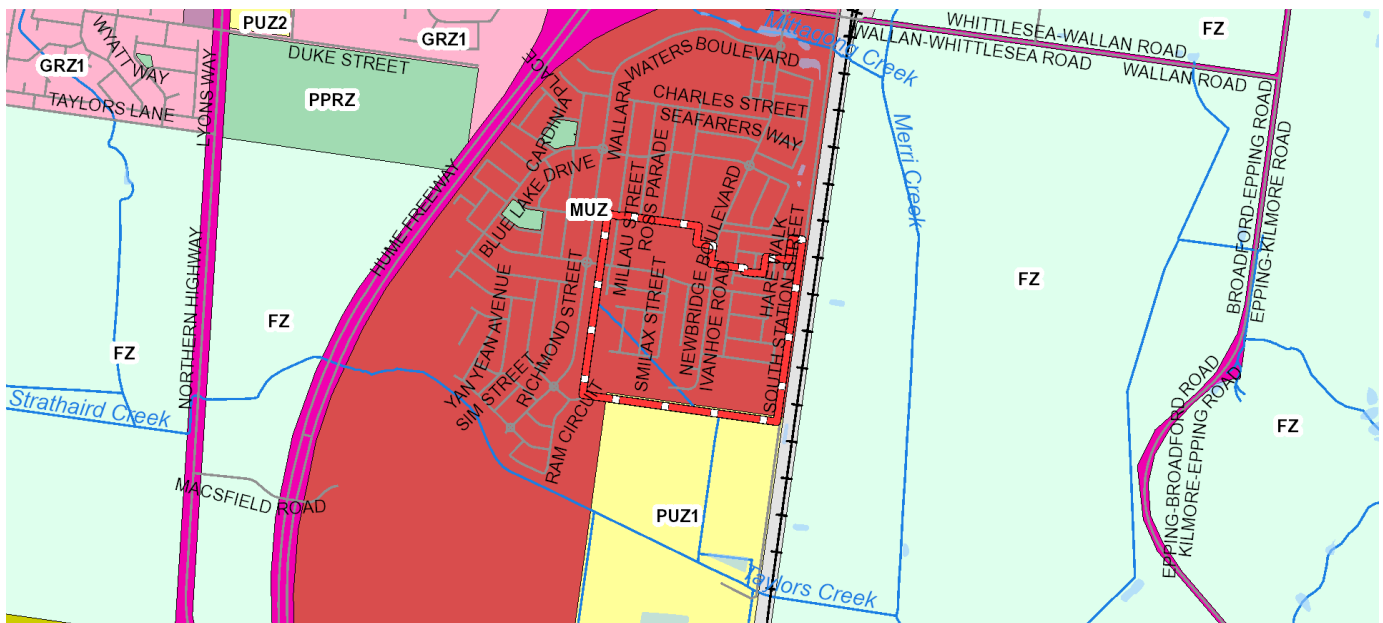 PUZ2
WHITTLESEA-WALLAN ROAD
FZ
WYATT WAY
GRZ1
DUKE STREET
Mittagong Creek
WALLAN-WHITTLESEA ROAD
BOULEVARD
GRZ1
WALLAN ROAD
PLACE
WATERS
LYONS WAY
PPRZ
CHARLES STREET
TAYLORS LANE
SEAFARERS WAY
CARDINIA
WALLARA
BROADFORD-EPPING ROAD
EPPING-KILMORE ROAD
Merri Creek
BLUE LAKE DRIVE
ROSS PARADE
MILLAU STREET
MUZ
BOULEVARD
HUME FREEWAY
HARE WALK
SOUTH STATION STREET
NORTHERN HIGHWAY
FZ
FZ
FZ
YAN YEAN AVENUE
RICHMOND STREET
SMILAX STREET
NEWBRIDGE
IVANHOE ROAD
SIM STREET
Strathaird Creek
RAM CIRCUIT
EPPING-BROADFORD ROAD
KILMORE-EPPING ROAD
FZ
MACSFIELD ROAD
PUZ1
Taylors Creek